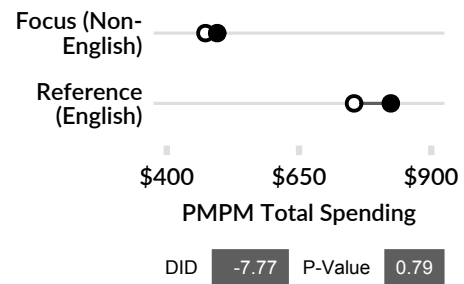 Focus (Non-
English)
Reference
(English)
$400 $650 $900
PMPM Total Spending
DID -7.77 P-Value 0.79